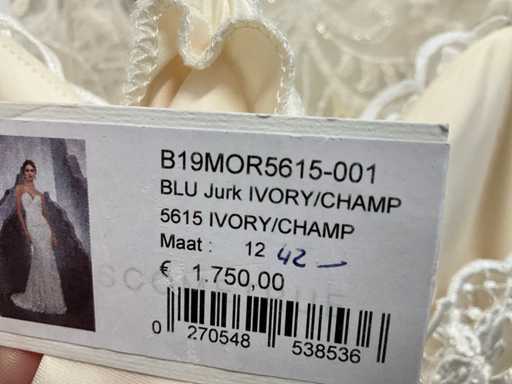 B19MOR5615-001
BLU Jurk IVORY/CHAMP
5615 IVORY/CHAMP
Maat : 12 42 –
€ 1.750,00
0 270548 538536